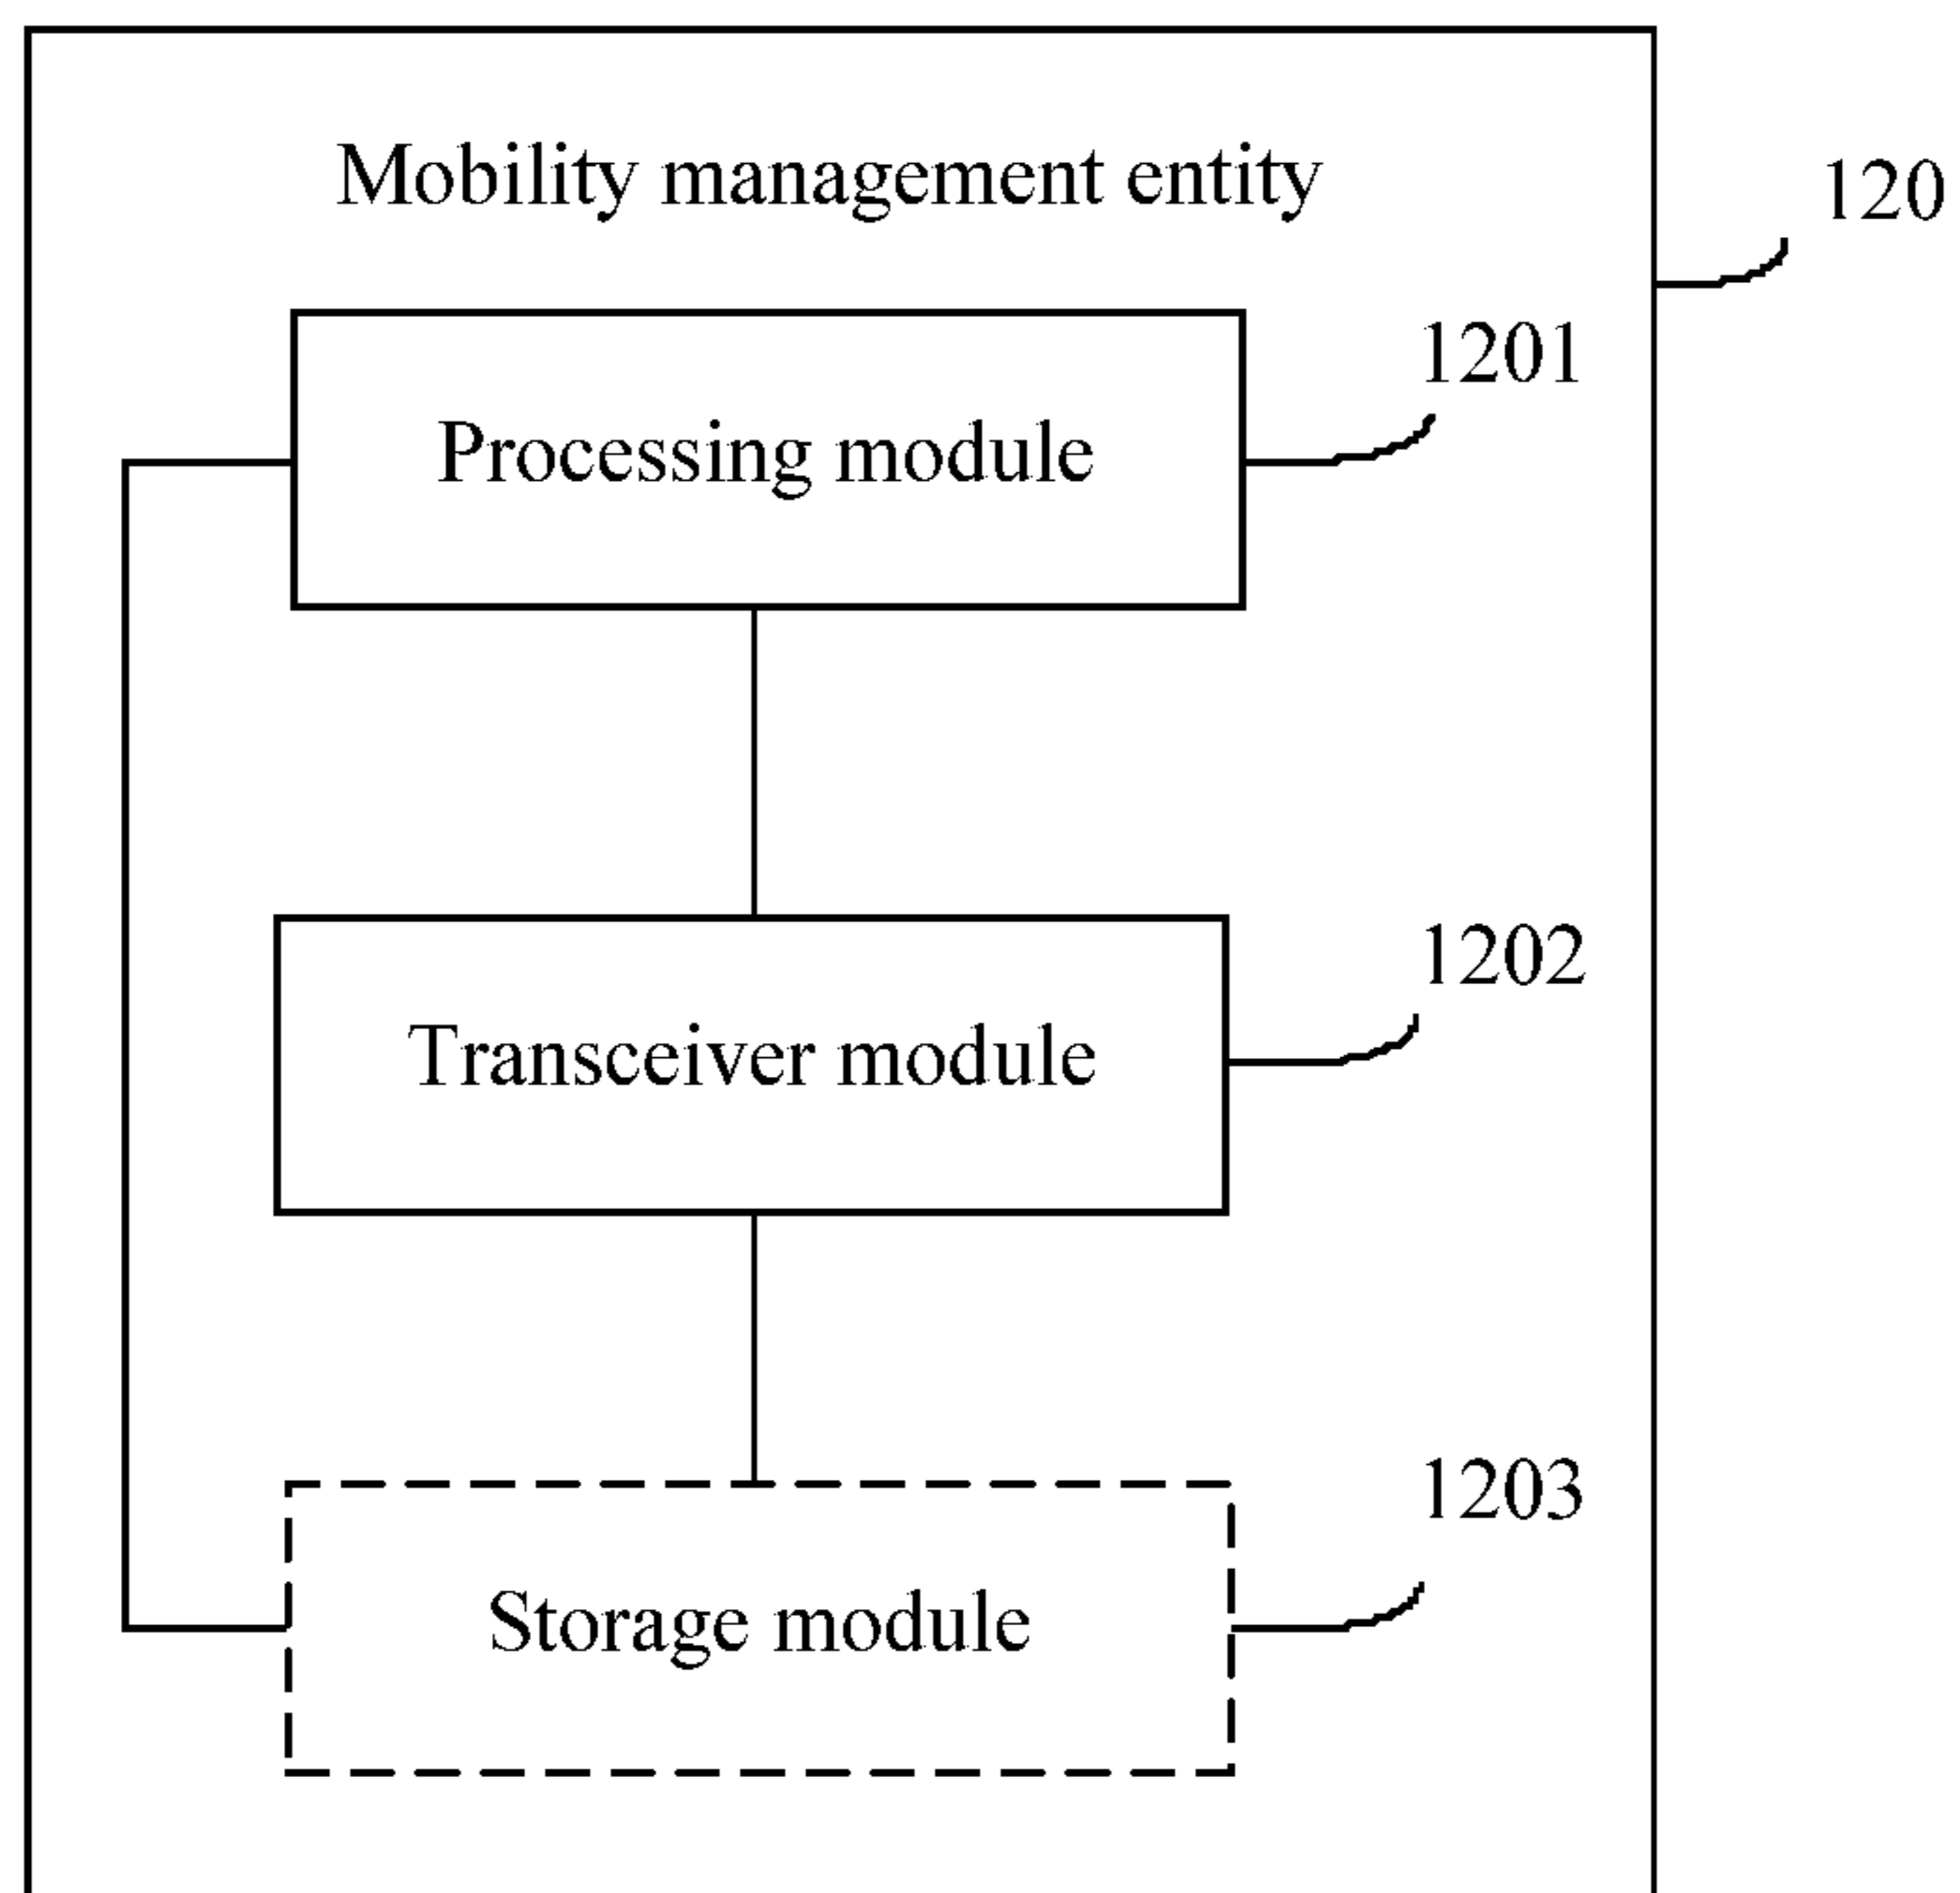 Mobility management entity
120
1201
Processing module
1202
Transceiver module
1203
Storage module